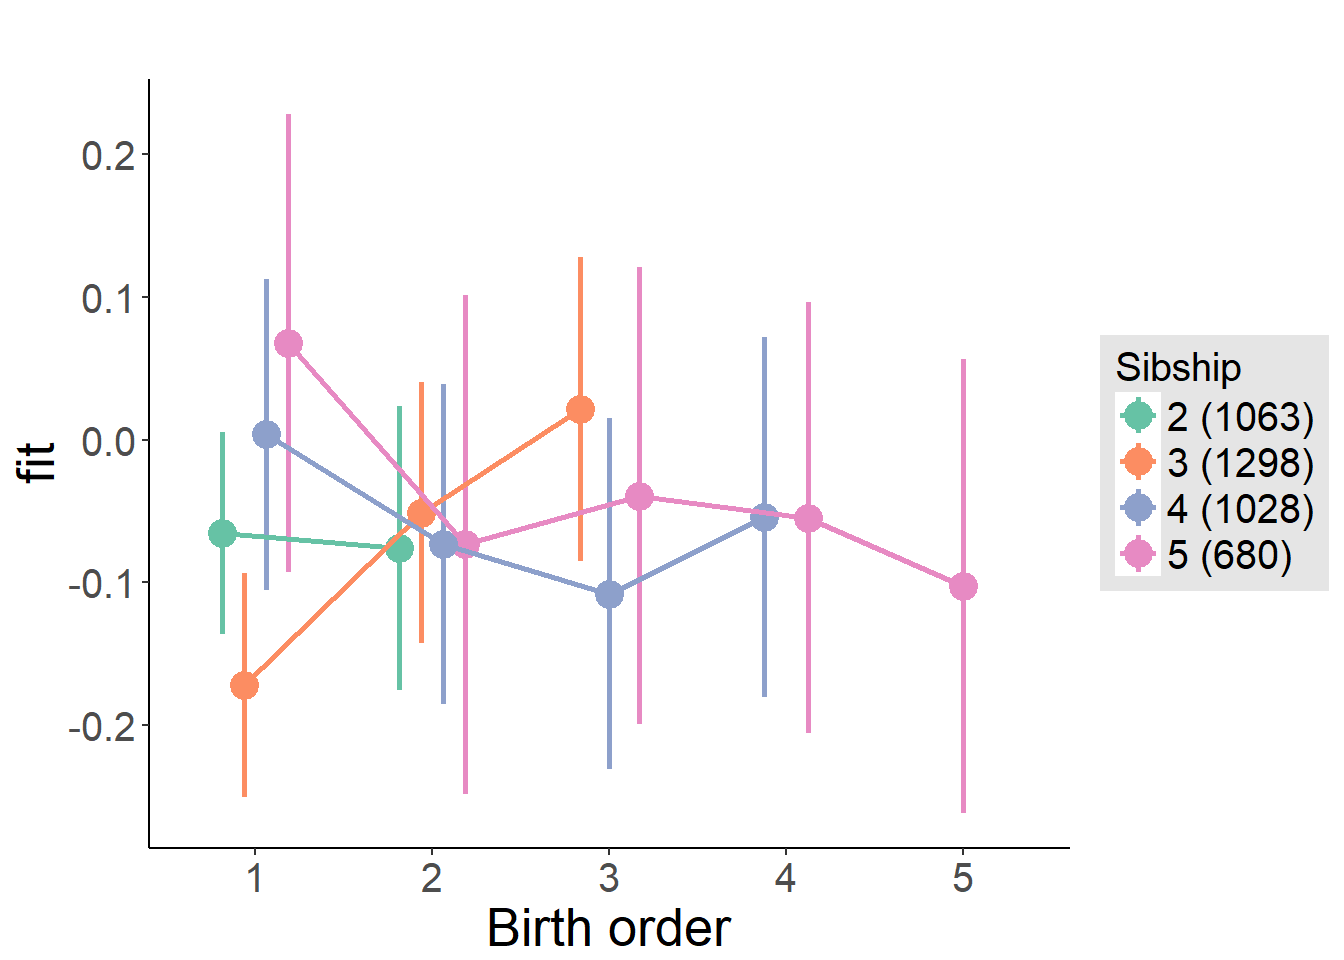 0.2
0.1
0.0
-0.1
-0.2
fit
1 2 3 4 5
Birth order
Sibship
2 (1063)
3 (1298)
4 (1028)
5 (680)